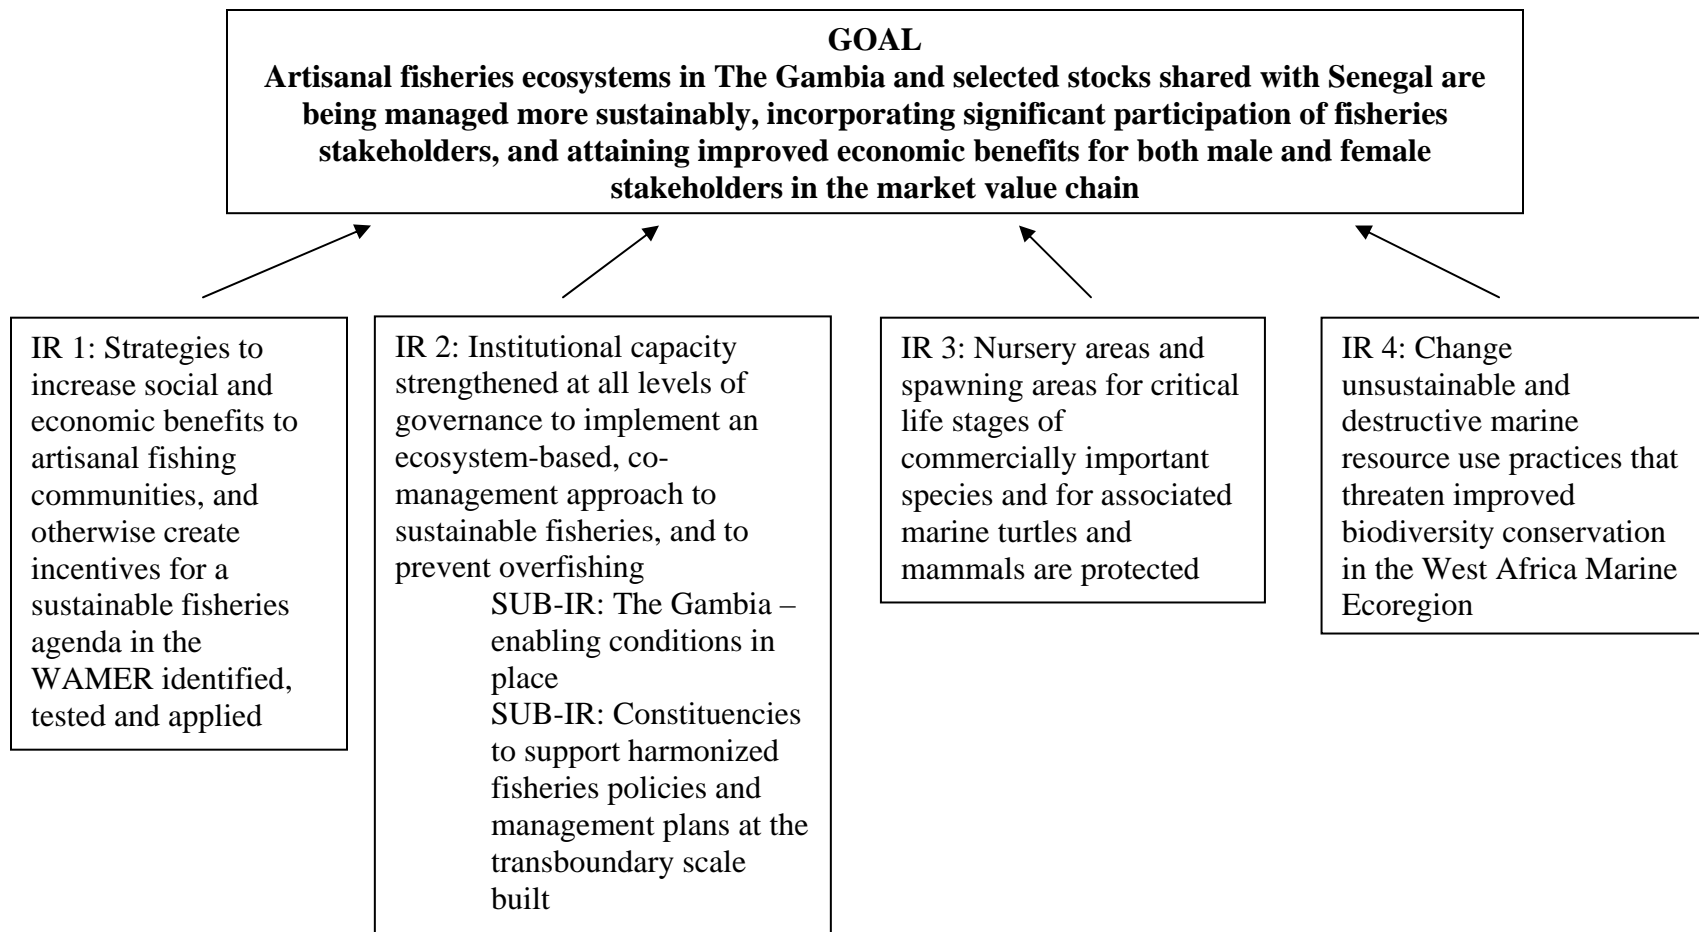 GOAL
Artisanal fisheries ecosystems in The Gambia and selected stocks shared with Senegal are
being managed more sustainably, incorporating significant participation of fisheries
stakeholders, and attaining improved economic benefits for both male and female
stakeholders in the market value chain
IR 1: Strategies to
increase social and
economic benefits to
artisanal fishing
communities, and
otherwise create
incentives for a
sustainable fisheries
agenda in the
WAMER identified,
tested and applied
IR 2: Institutional capacity
strengthened at all levels of
governance to implement an
ecosystem-based, co-
management approach to
sustainable fisheries, and to
prevent overfishing
SUB-IR: The Gambia –
enabling conditions in
place
SUB-IR: Constituencies
to support harmonized
fisheries policies and
management plans at the
transboundary scale
built
IR 3: Nursery areas and
spawning areas for critical
life stages of
commercially important
species and for associated
marine turtles and
mammals are protected
IR 4: Change
unsustainable and
destructive marine
resource use practices that
threaten improved
biodiversity conservation
in the West Africa Marine
Ecoregion